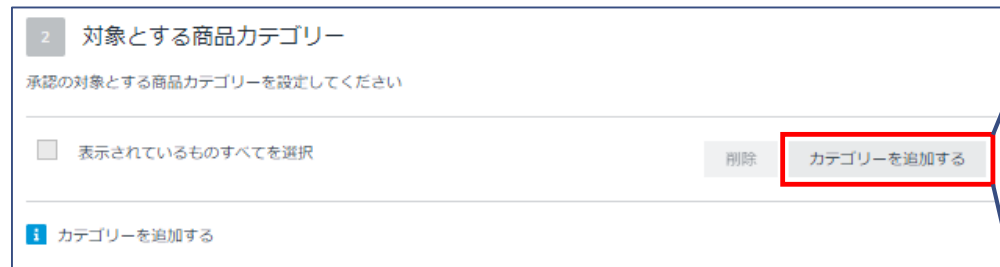 2 対象とする商品カテゴリー
承認の対象とする商品カテゴリーを設定してください
表示されているものすべてを選択 削除 カテゴリーを追加する
i カテゴリーを追加する